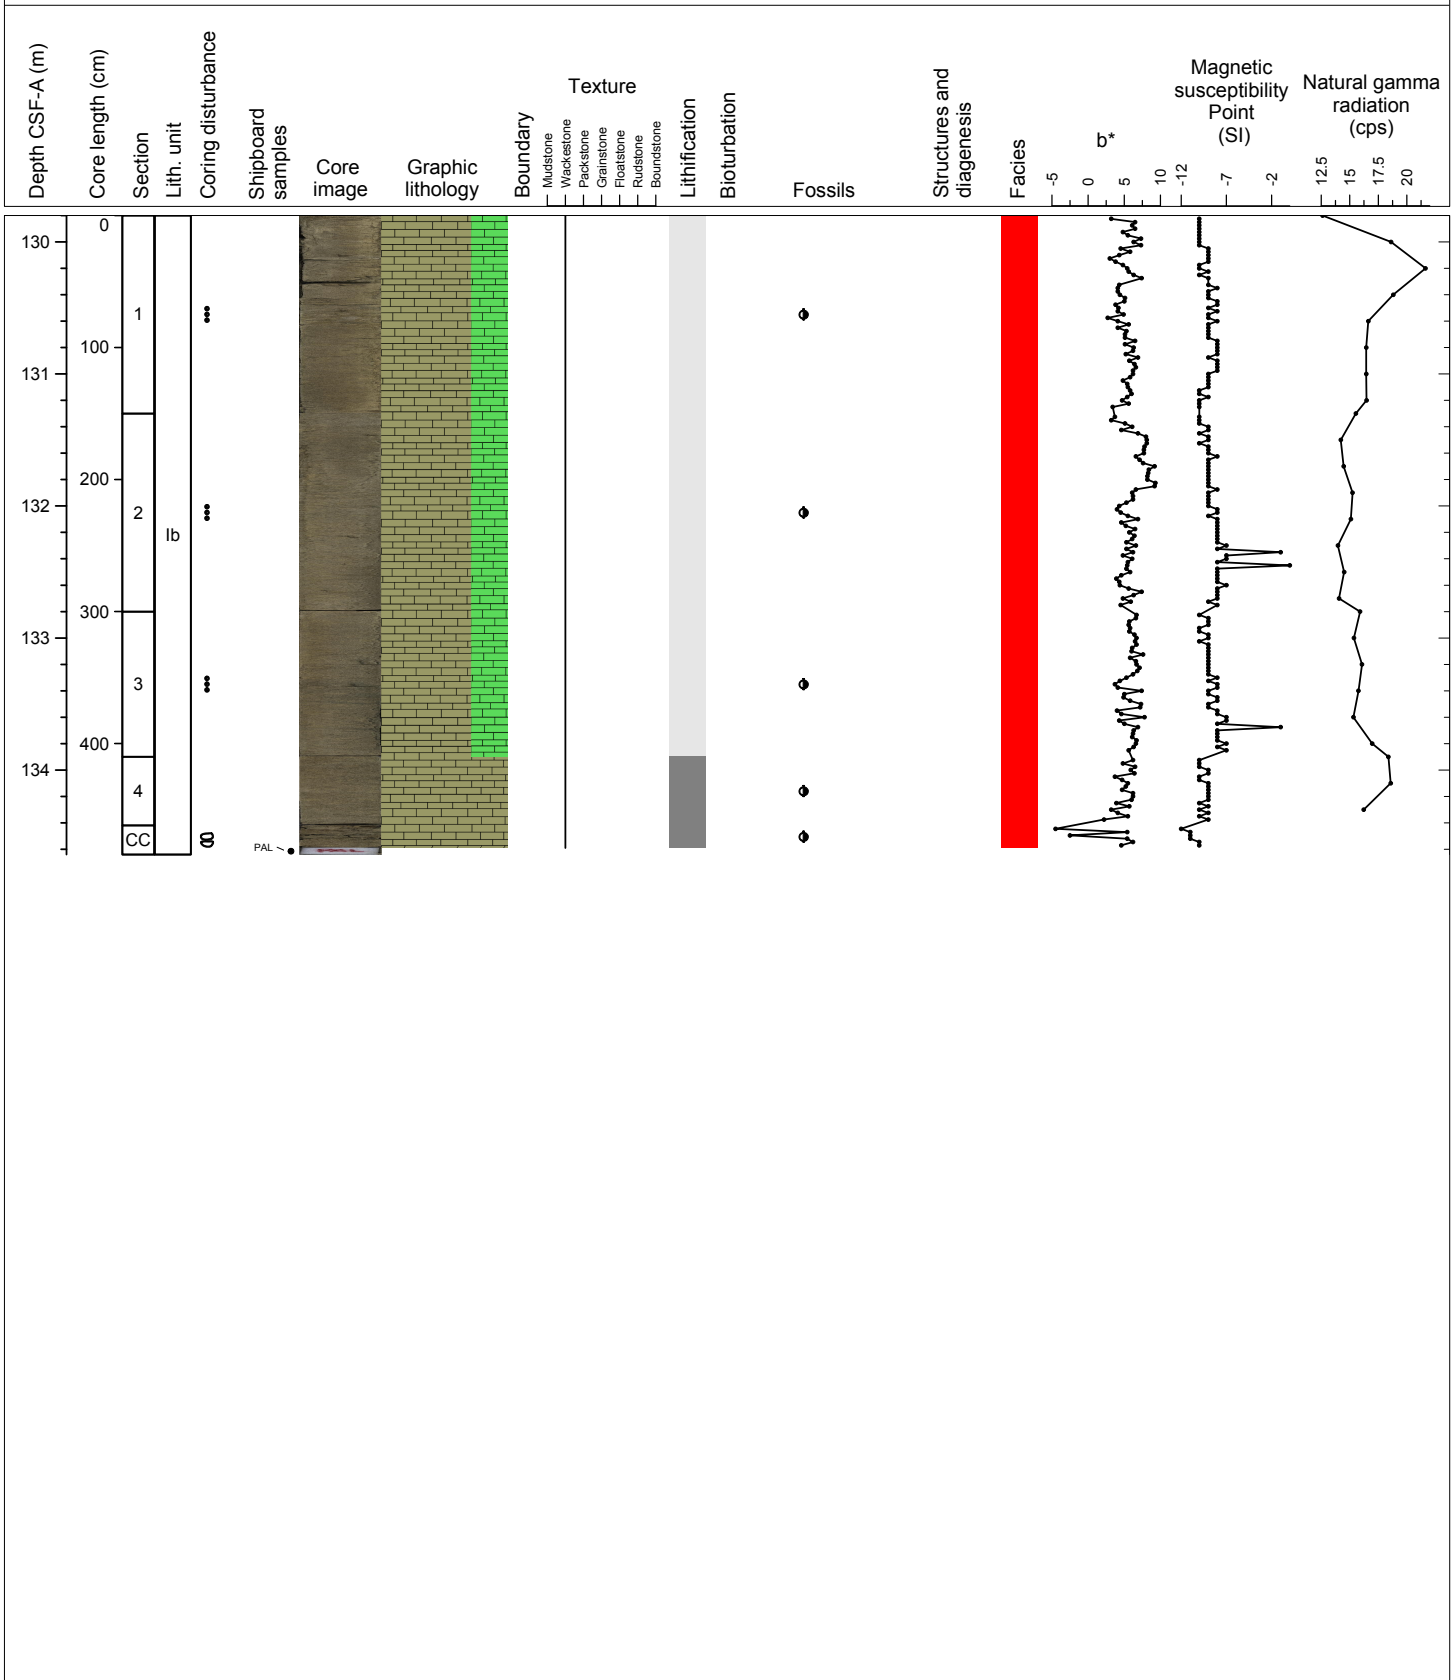 Depth CSF-A (m)
Core length (cm)
Section
Lith. unit
Coring disturbance
Shipboard
samples
Core
image
Graphic
lithology
Boundary
Texture
Mudstone
Wackestone
Packstone
Grainstone
Floatstone
Rudstone
Boundstone
Lithification
Bioturbation
Fossils
Structures and
diagenesis
Facies
b*
-5
0
5
10
Magnetic
susceptibility
Point
(SI)
-12
-7
-2
Natural gamma
radiation
(cps)
12.5
15
17.5
20
130
131
132
133
134
0
100
200
300
400
1
2
3
4
CC
Ib
PAL